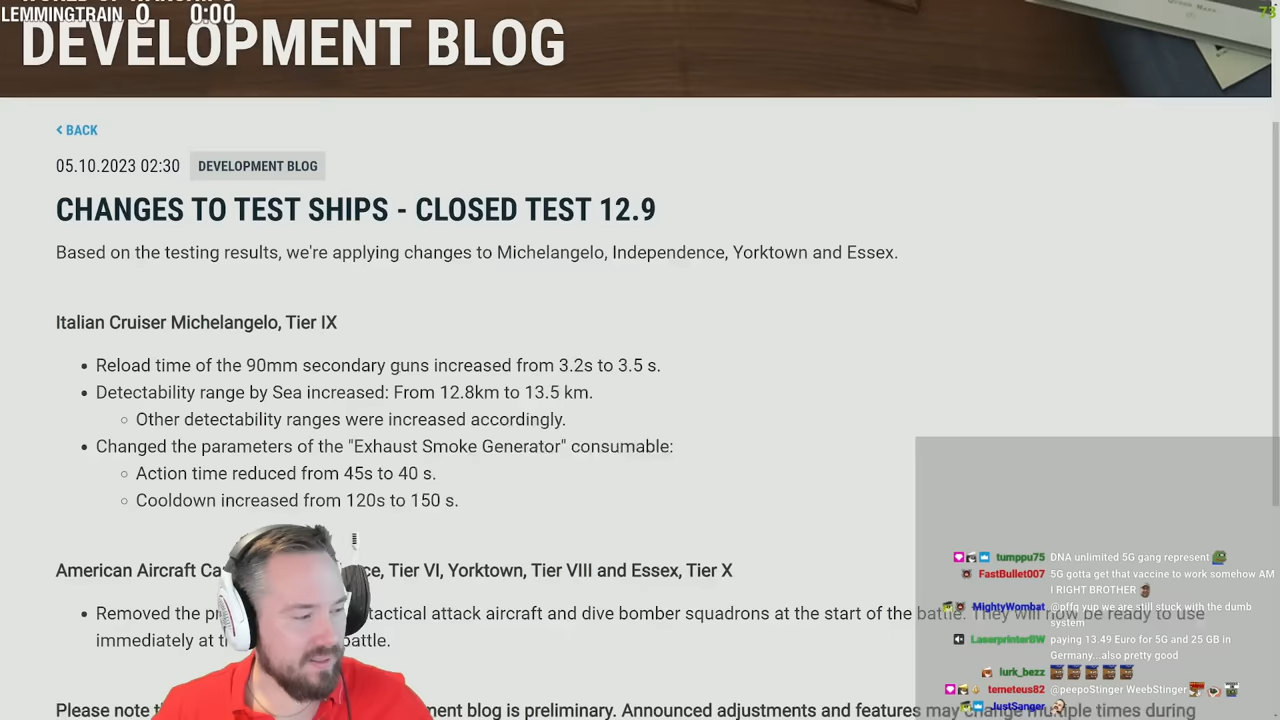 LEMMINGTRAIN 0 0:00
73
DEVELOPMENT BLOG
BACK
05.10.2023 02:30 DEVELOPMENT BLOG
CHANGES TO TEST SHIPS - CLOSED TEST 12.9
Based on the testing results, we're applying changes to Michelangelo, Independence, Yorktown and Essex.
Italian Cruiser Michelangelo, Tier IX
Reload time of the 90mm secondary guns increased from 3.2s to 3.5 s.
Detectability range by Sea increased: From 12.8km to 13.5 km.
Other detectability ranges were increased accordingly.
Changed the parameters of the "Exhaust Smoke Generator" consumable:
Action time reduced from 45s to 40 s.
Cooldown increased from 120s to 150 s.
American Aircraft Ca ce, Tier VI, Yorktown, Tier VIII and Essex, Tier X
Removed the tactical attack aircraft and dive bomber squadrons at the start of the battle. They will now be ready to use
immediately at battle.
Please note blog is preliminary. Announced adjustments and features may change multiple times during
tumppu75 DNA unlimited 5G gang represent
FastBullet007 5G gotta get that vaccine to work somehow AM
I RIGHT BROTHER
MightyWombat @pffq yup we are still stuck with the dumb
system
LaserprinterBW paying 13.49 Euro for 5G and 25 GB in
Germany...also pretty good
lurk_bezz
temeteus82 @peepoStinger WeebStinger
JustSanger